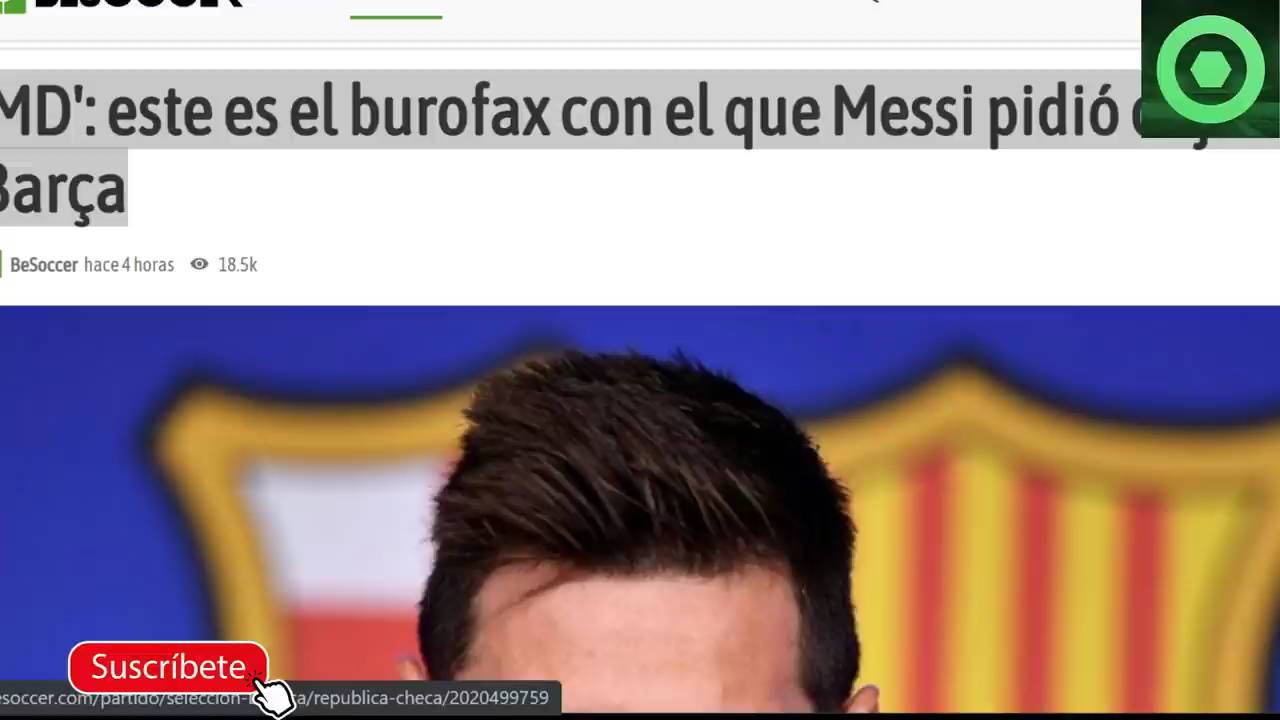 MD': este es el burofax con el que Messi pidió
Barça
BeSoccer hace 4 horas 18.5k
Suscríbete
esoccer.com/partido/seleccion- a/republica-checa/2020499759